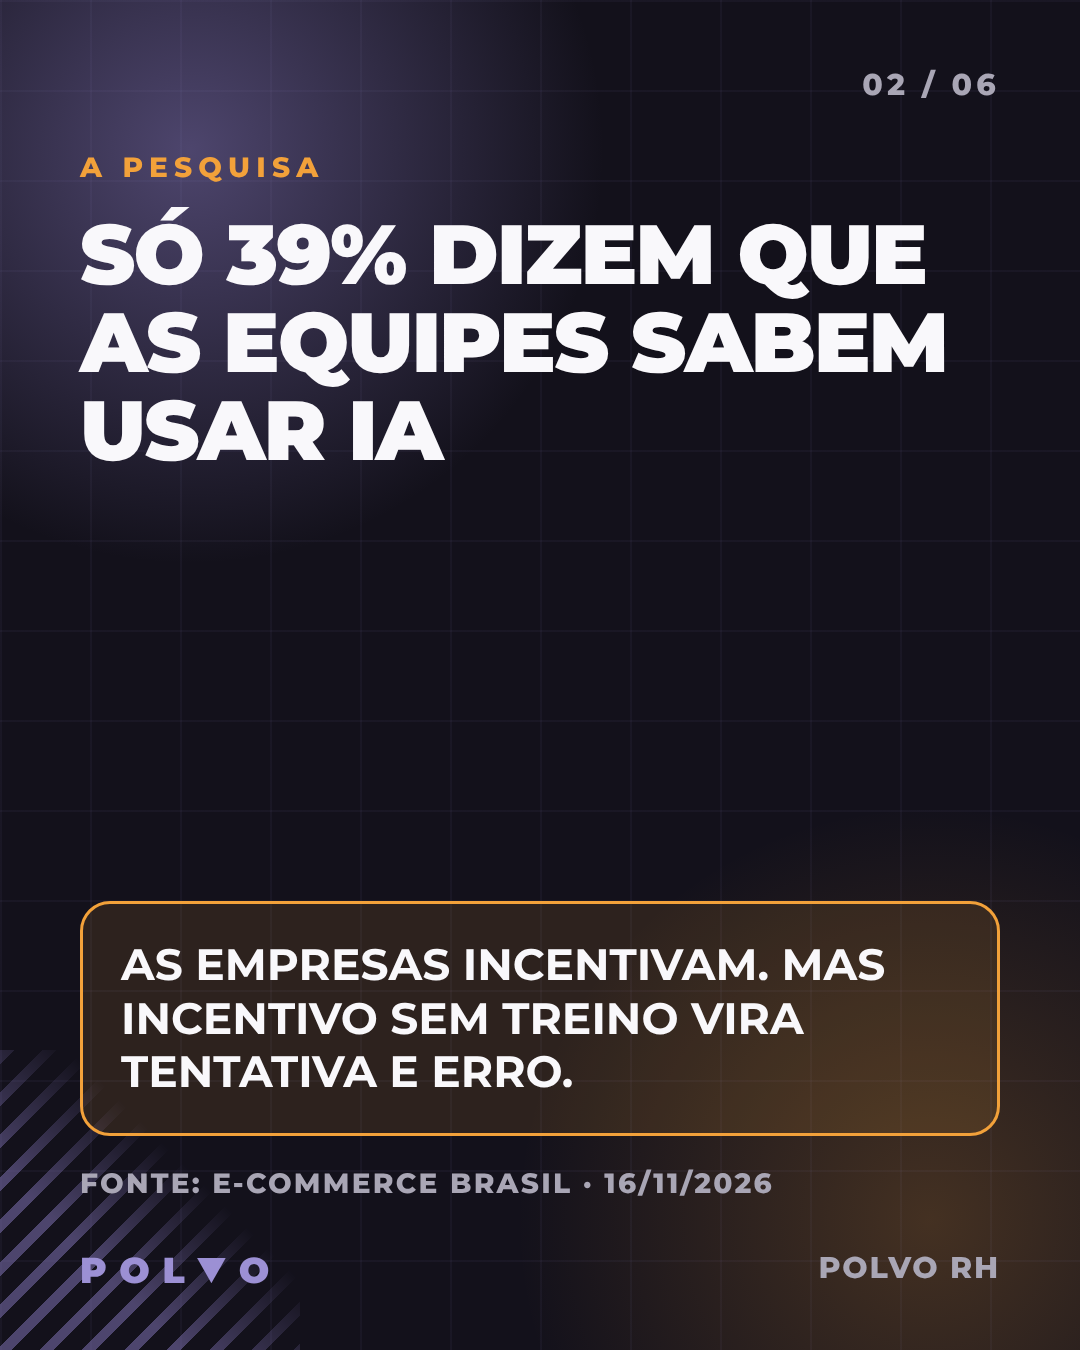 02 / 06
A PESQUISA
SÓ 39% DIZEM QUE
AS EQUIPES SABEM
USAR IA
AS EMPRESAS INCENTIVAM. MAS
INCENTIVO SEM TREINO VIRA
TENTATIVA E ERRO.
FONTE: E-COMMERCE BRASIL · 16/11/2026
POLVO
POLVO RH